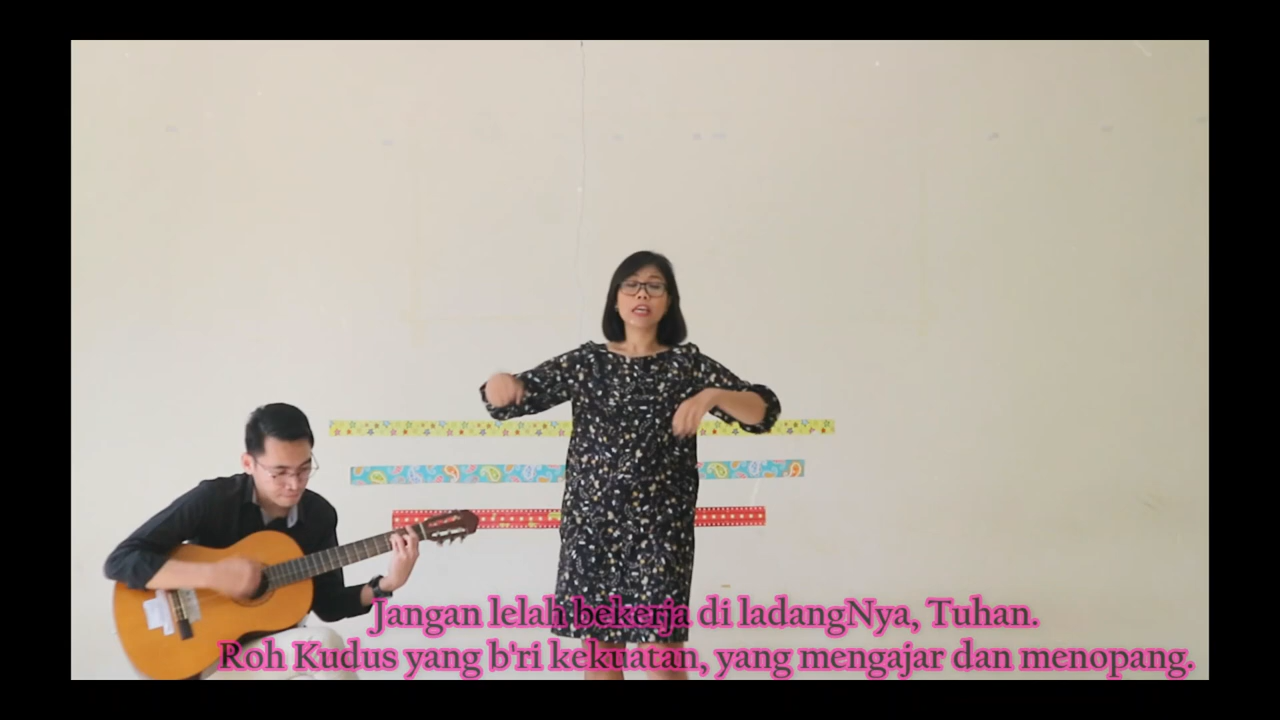 Jangan lelah bekerja di ladangNya, Tuhan.
Roh Kudus yang b'ri kekuatan, yang mengajar dan menopang.